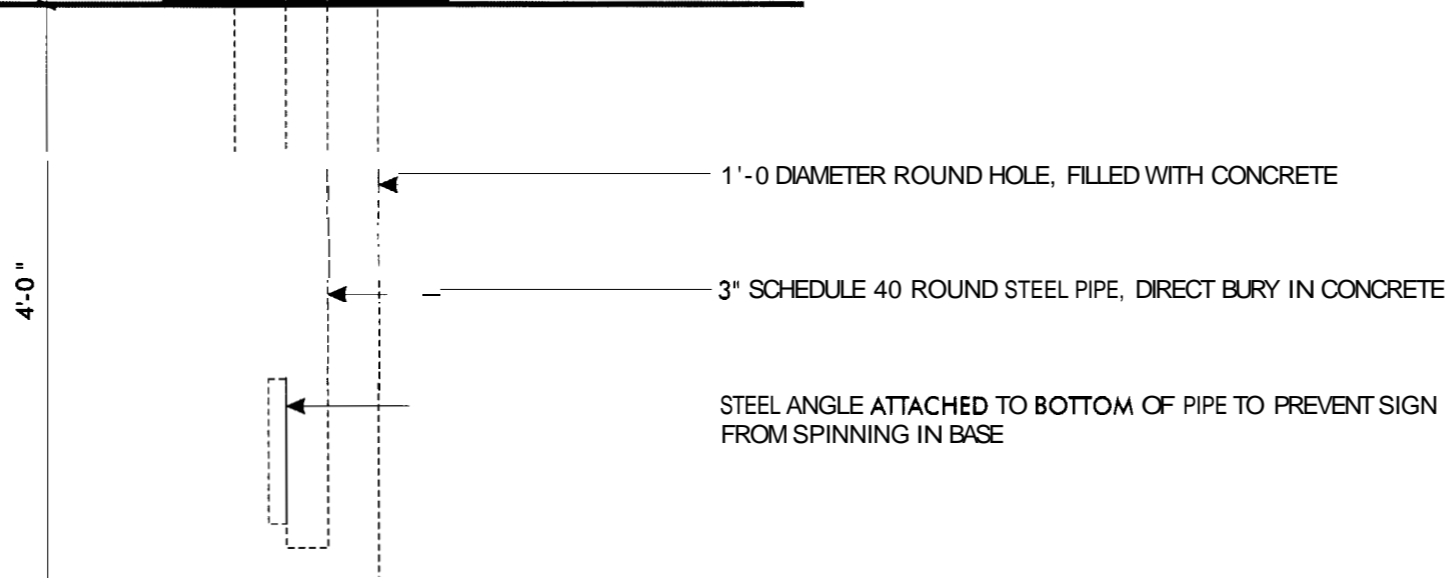 1'-0 DIAMETER ROUND HOLE, FILLED WITH CONCRETE
4'-0"
3" SCHEDULE 40 ROUND STEEL PIPE, DIRECT BURY IN CONCRETE
STEEL ANGLE ATTACHED TO BOTTOM OF PIPE TO PREVENT SIGN
FROM SPINNING IN BASE